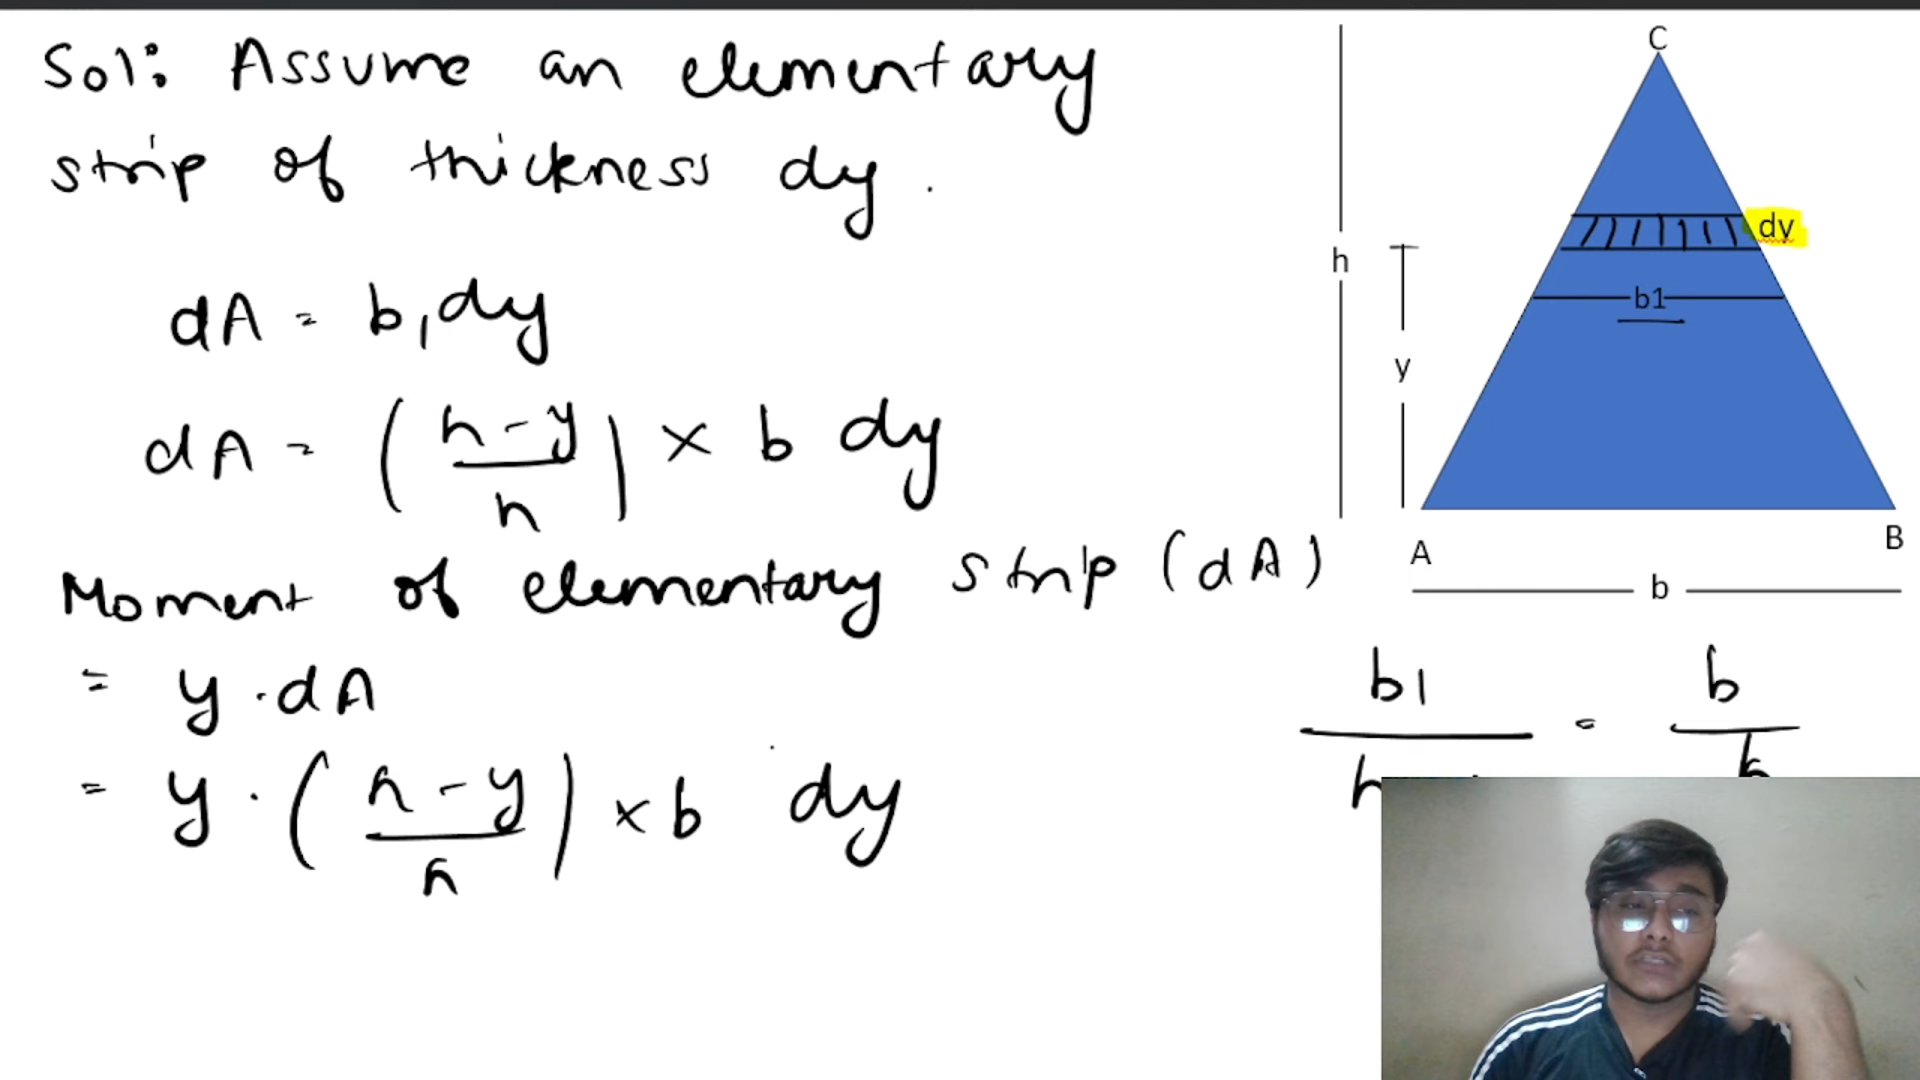 Sol: Assume an elementary
strip of thickness dy.
dA = b1dy
dA = (h-y/h) × b dy
Moment of elementary strip (dA)
= y.dA
= y.(h-y/h) × b dy
C
dy
h
b1
y
A
B
b
b1/h = b/h